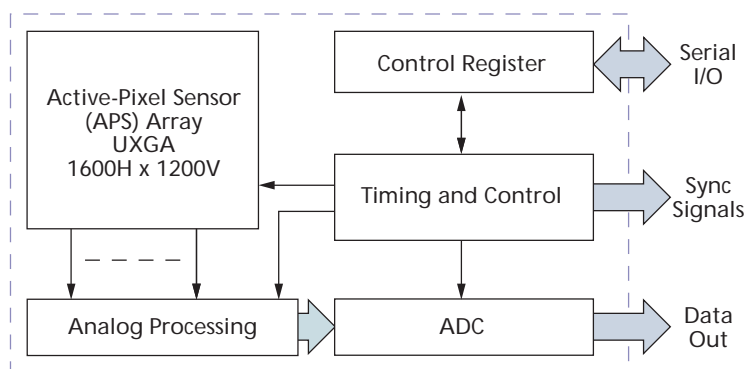 Active-Pixel Sensor
(APS) Array
UXGA
1600H x 1200V
Control Register
Serial
I/O
Timing and Control
Sync
Signals
Analog Processing
ADC
Data
Out